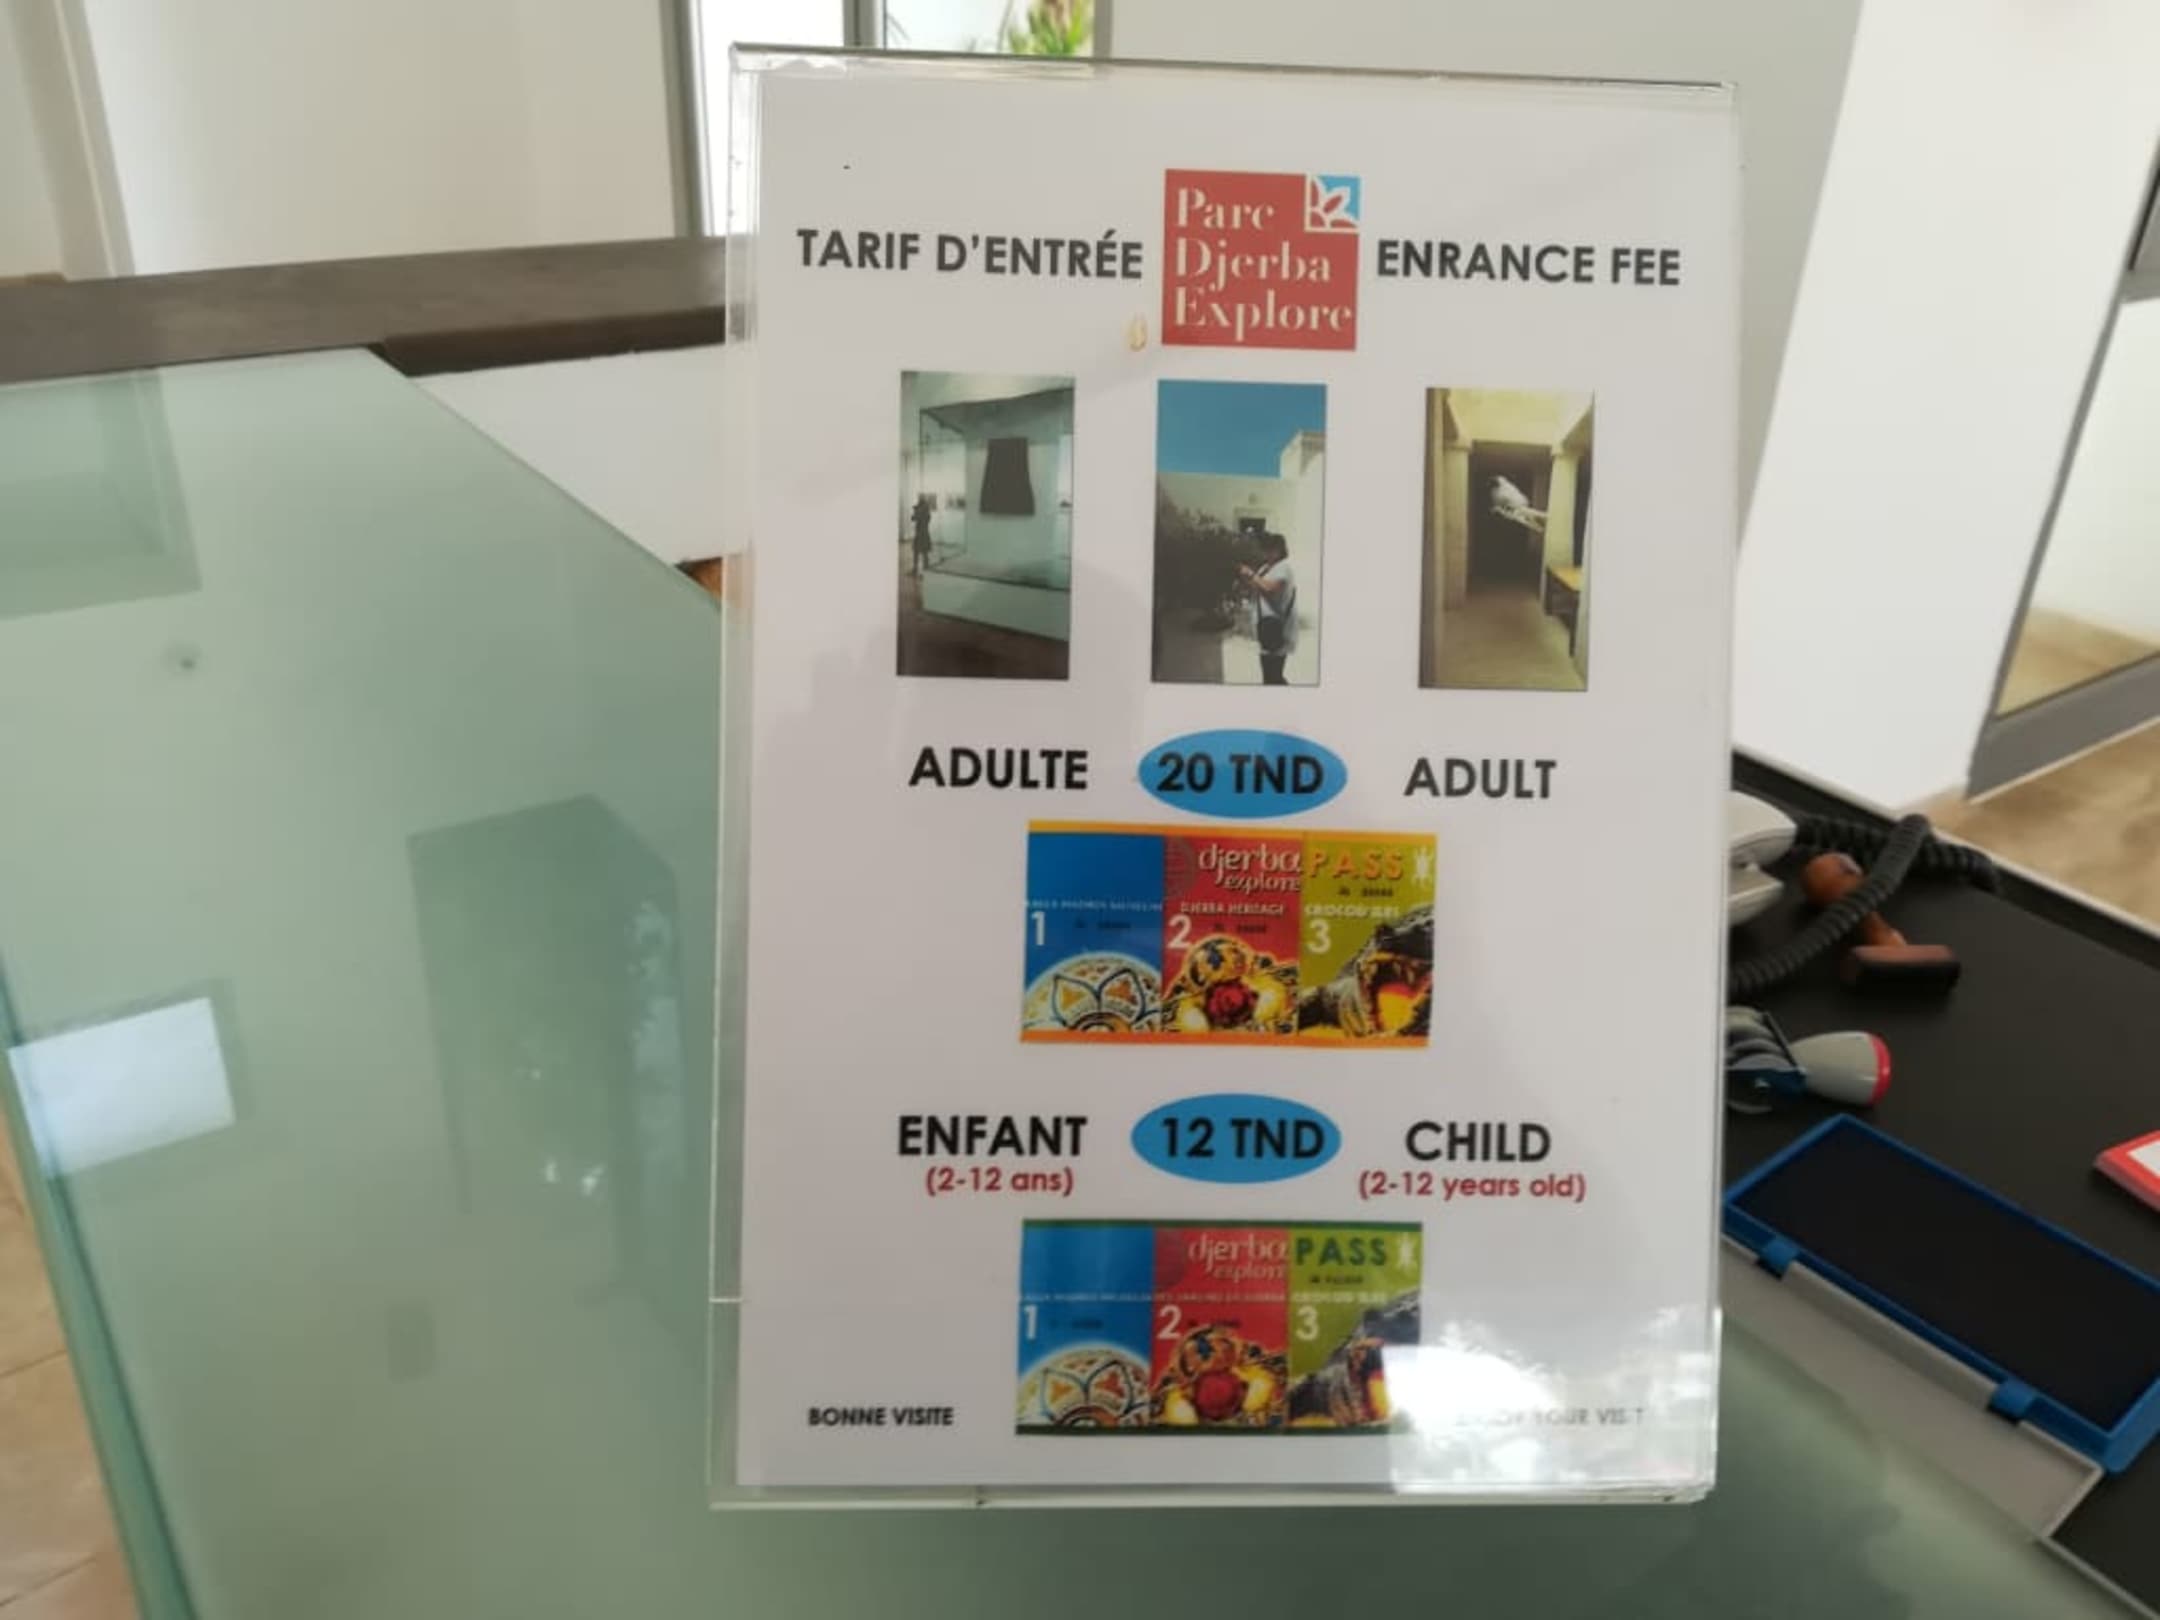 TARIF D'ENTRÉE
Parc
Djerba
Explore
ENRANCE FEE
ADULTE 20 TND ADULT
djerba PASS
explore
DJERBA HERITAGE
1 2 3
ENFANT 12 TND CHILD
(2-12 ans) (2-12 years old)
djerba PASS
explore
1 2 3
BONNE VISITE YOUR VISIT